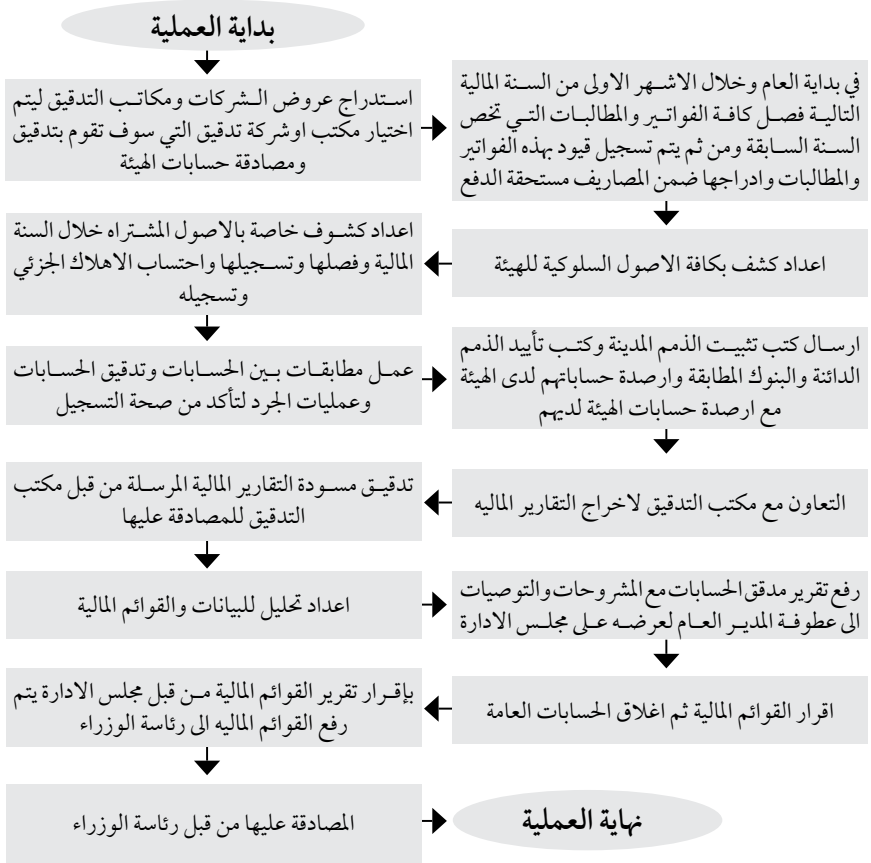 بداية العملية
استدراج عروض الشركات ومكاتب التدقيق ليتم
اختيار مكتب اوشركة تدقيق التي سوف تقوم بتدقيق
ومصادقة حسابات الهيئة
في بداية العام وخلال الاشهر الاولى من السنة المالية
التالية فصل كافة الفواتير والمطالبات التي تخص
السنة السابقة ومن ثم يتم تسجيل قيود بهذه الفواتير
والمطالبات وادراجها ضمن المصاريف مستحقة الدفع
اعداد كشف بكافة الاصول السلوكية للهيئة
اعداد كشوف خاصة بالاصول المشتراه خلال السنة
المالية وفصلها وتسجيلها واحتساب الاهلاك الجزئي
وتسجيله
عمل مطابقات بين الحسابات وتدقيق الحسابات
وعمليات الجرد لتأكد من صحة التسجيل
ارسال كتب تثبيت الذمم المدينة وكتب تأييد الذمم
الدائنة والبنوك المطابقة وارصدة حساباتهم لدى الهيئة
مع ارصدة حسابات الهيئة لديهم
التعاون مع مكتب التدقيق لاخراج التقارير الماليه
تدقيق مسودة التقارير المالية المرسلة من قبل مكتب
التدقيق للمصادقة عليها
اعداد تحليل للبيانات والقوائم المالية
رفع تقرير مدقق الحسابات مع المشروحات والتوصيات
الى عطوفة المدير العام لعرضه على مجلس الادارة
اقرار القوائم المالية ثم اغلاق الحسابات العامة
بإقرار تقرير القوائم المالية من قبل مجلس الادارة يتم
رفع القوائم الماليه الى رئاسة الوزراء
المصادقة عليها من قبل رئاسة الوزراء
نهاية العملية